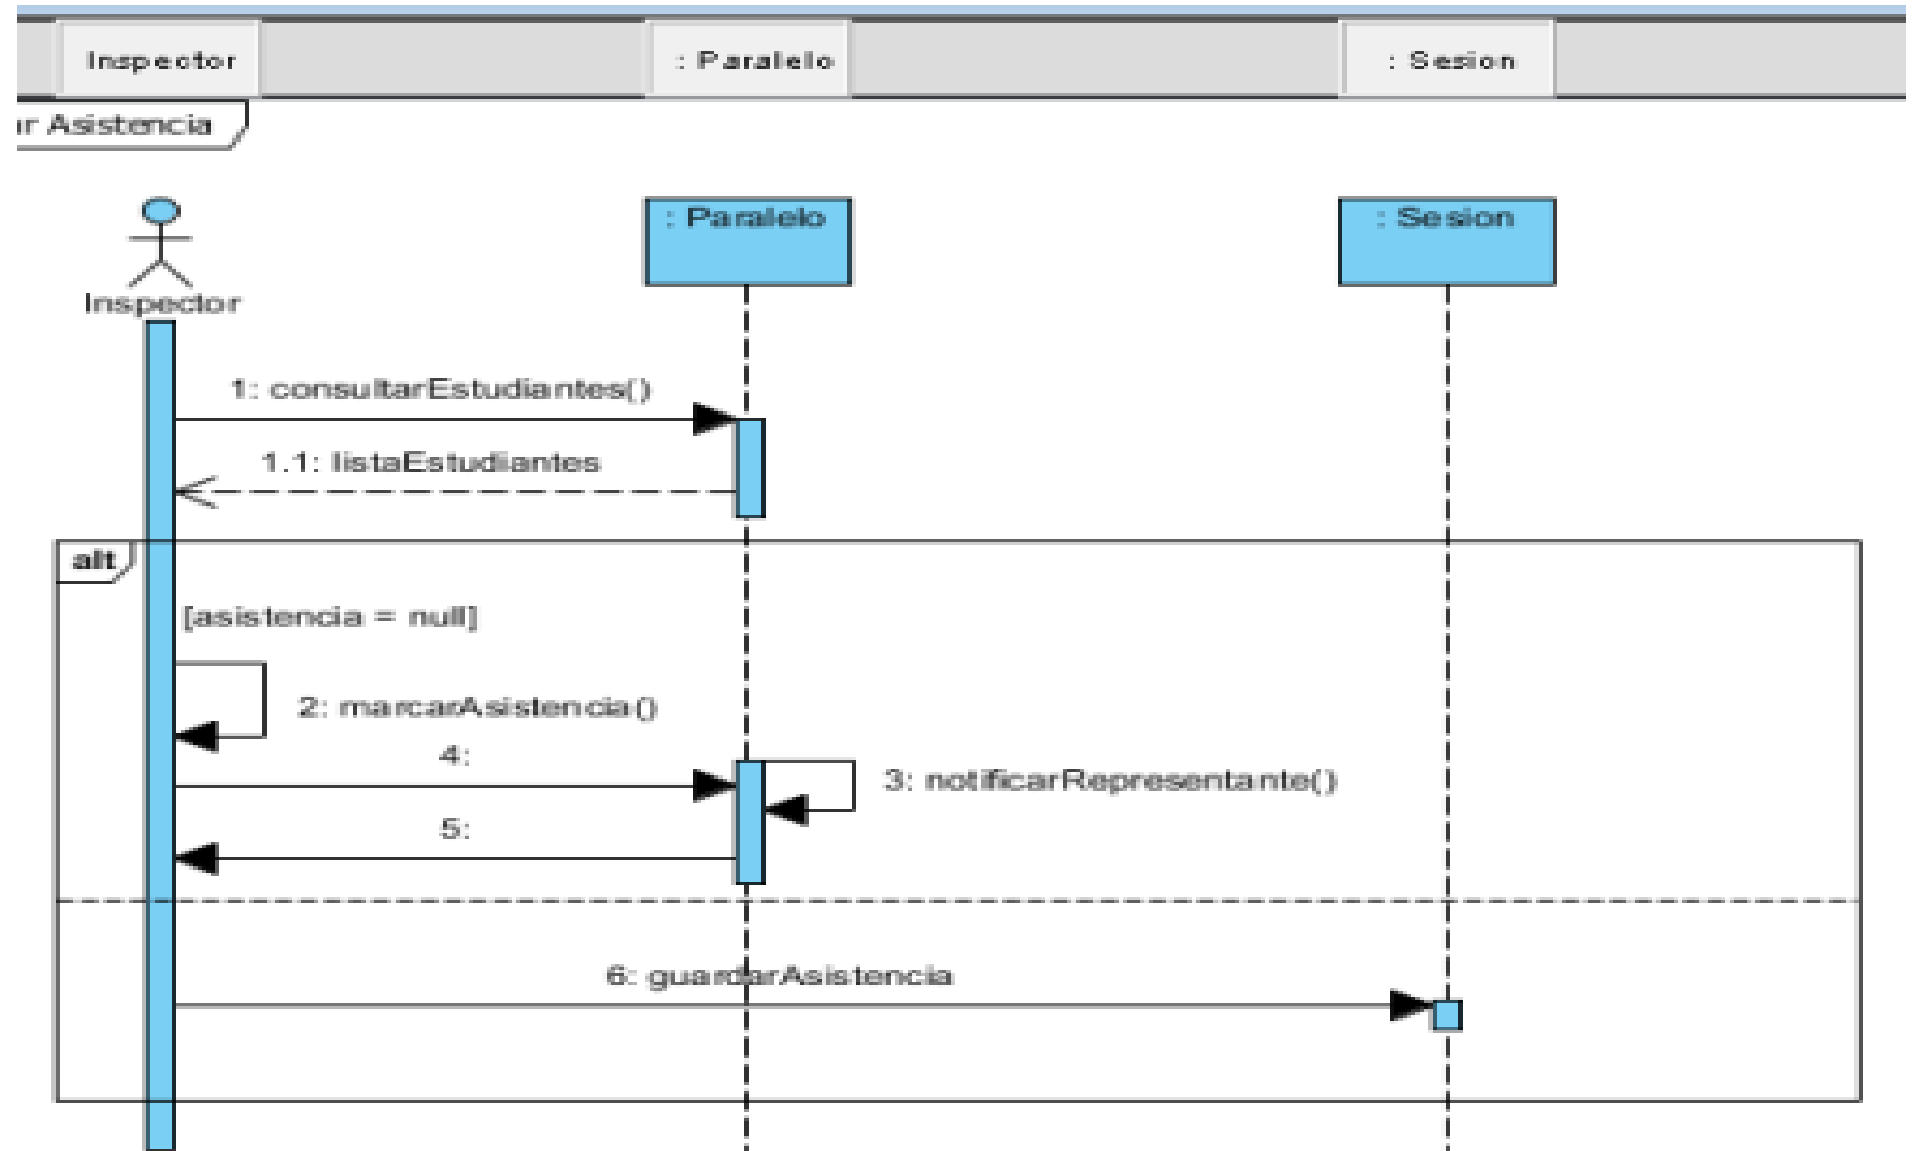 Inspector
: Paralelo
: Sesion
r Asistencia
: Paralelo
: Sesion
Inspector
1: consultarEstudiantes()
1.1: listaEstudiantes
alt
[asistencia = null]
2: marcarAsistencia()
4:
3: notificarRepresentante()
5:
6: guardarAsistencia